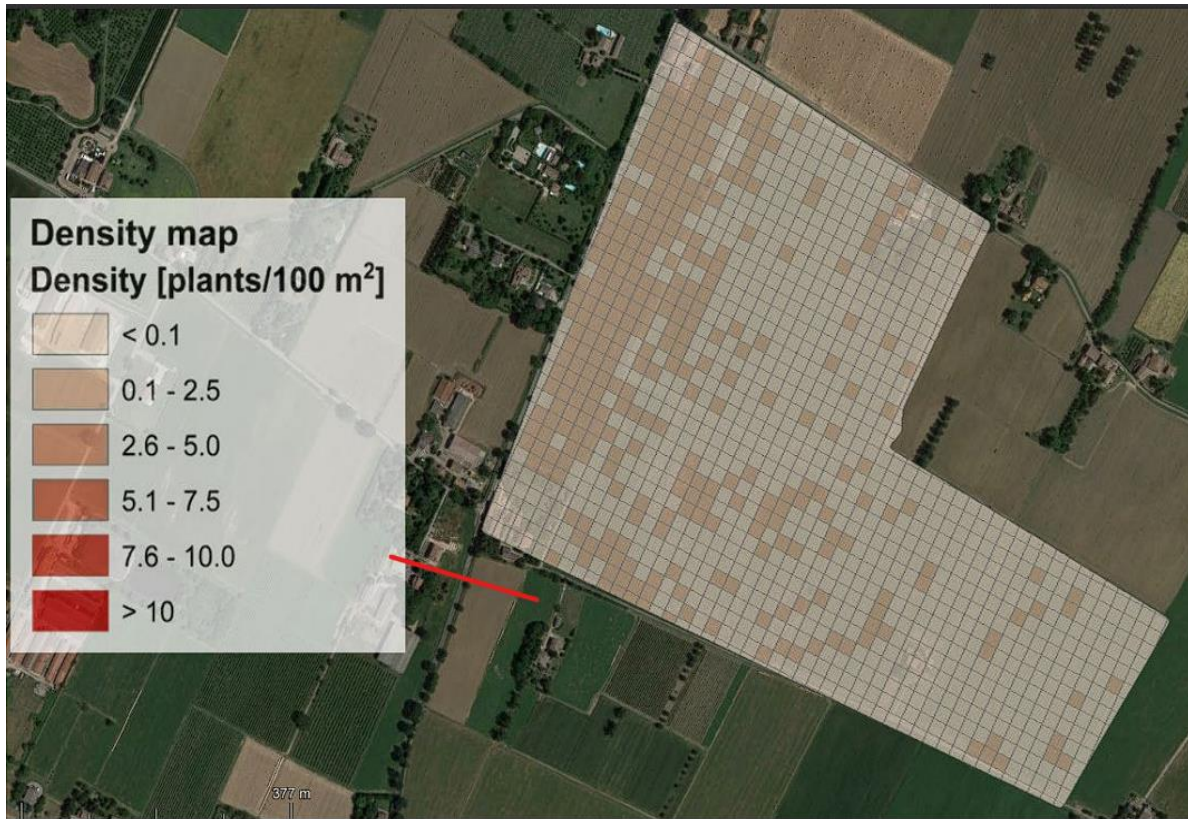 Density map
Density [plants/100 m²]
< 0.1
0.1 - 2.5
2.6 - 5.0
5.1 - 7.5
7.6 - 10.0
> 10
377 m